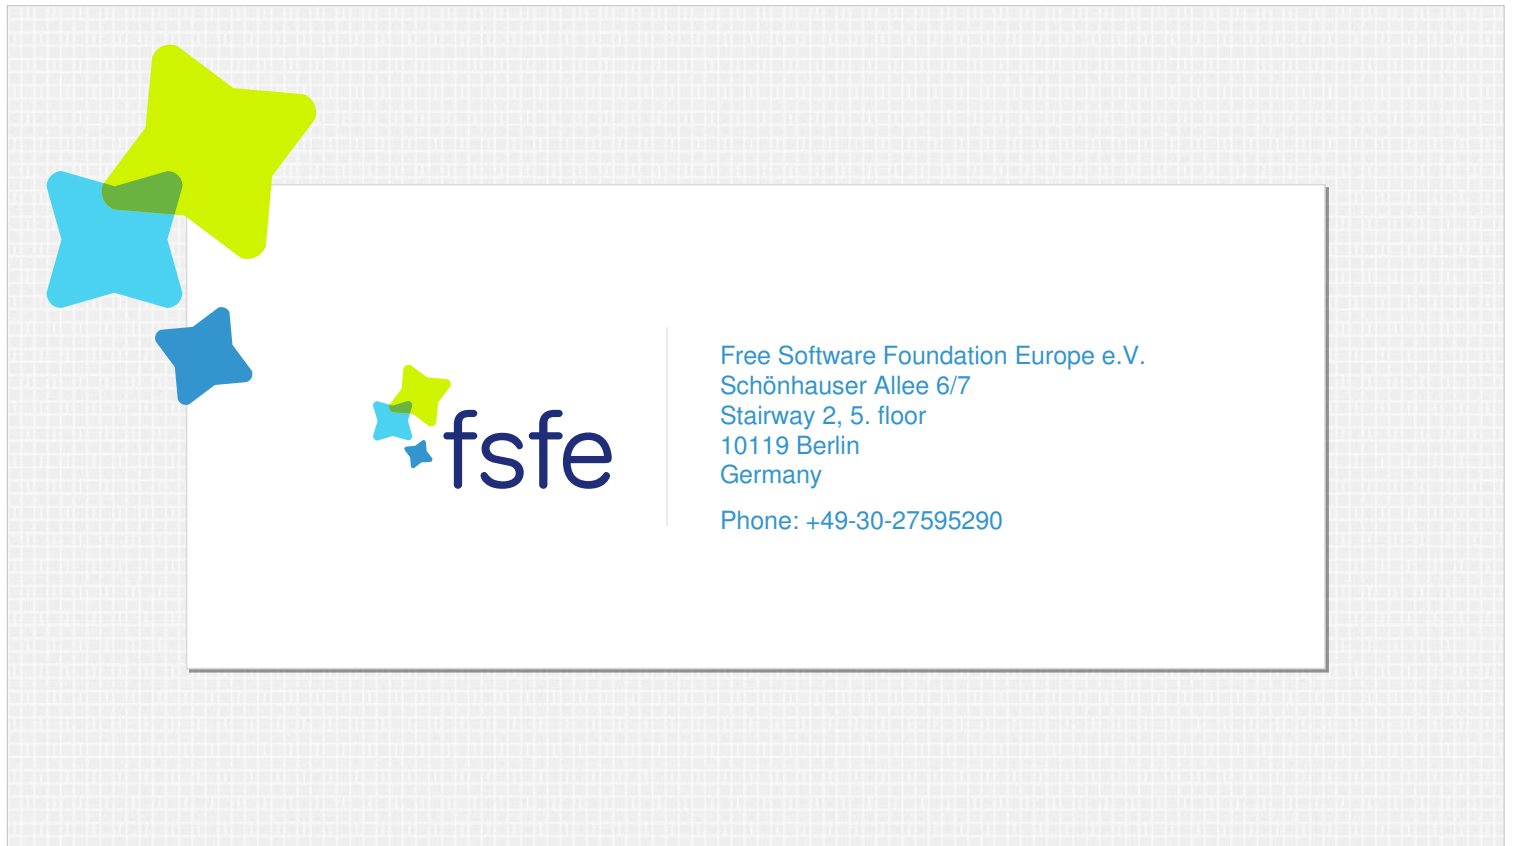 fsfe
Free Software Foundation Europe e.V.
Schönhauser Allee 6/7
Stairway 2, 5. floor
10119 Berlin
Germany
Phone: +49-30-27595290